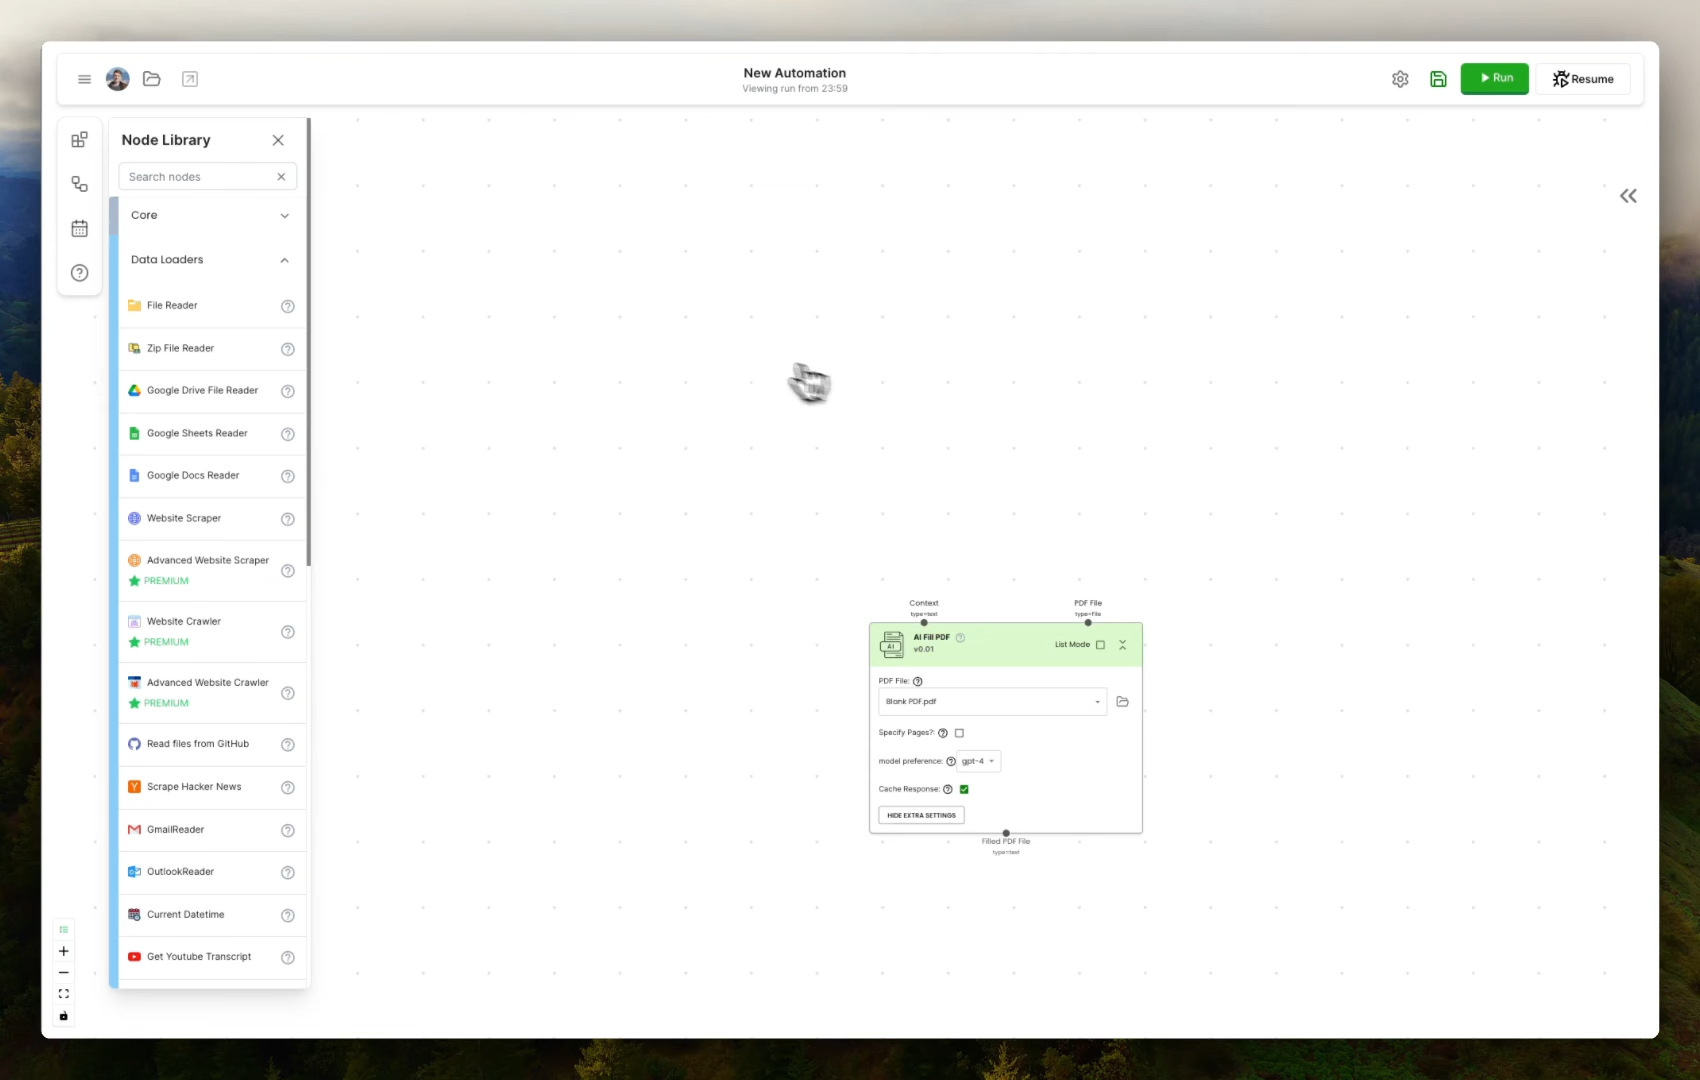 New Automation
Viewing run from 23:59
Run
Resume
Node Library
Search nodes
Core
Data Loaders
File Reader
Zip File Reader
Google Drive File Reader
Google Sheets Reader
Google Docs Reader
Website Scraper
Advanced Website Scraper
PREMIUM
Website Crawler
PREMIUM
Advanced Website Crawler
PREMIUM
Read files from GitHub
Scrape Hacker News
GmailReader
OutlookReader
Current Datetime
Get Youtube Transcript
Context
type=text
PDF File
type=file
AI
AI Fill PDF
v0.01
List Mode
PDF File:
Blank PDF.pdf
Specify Pages?:
model preference:
gpt-4
Cache Response:
HIDE EXTRA SETTINGS
Filled PDF File
type=text